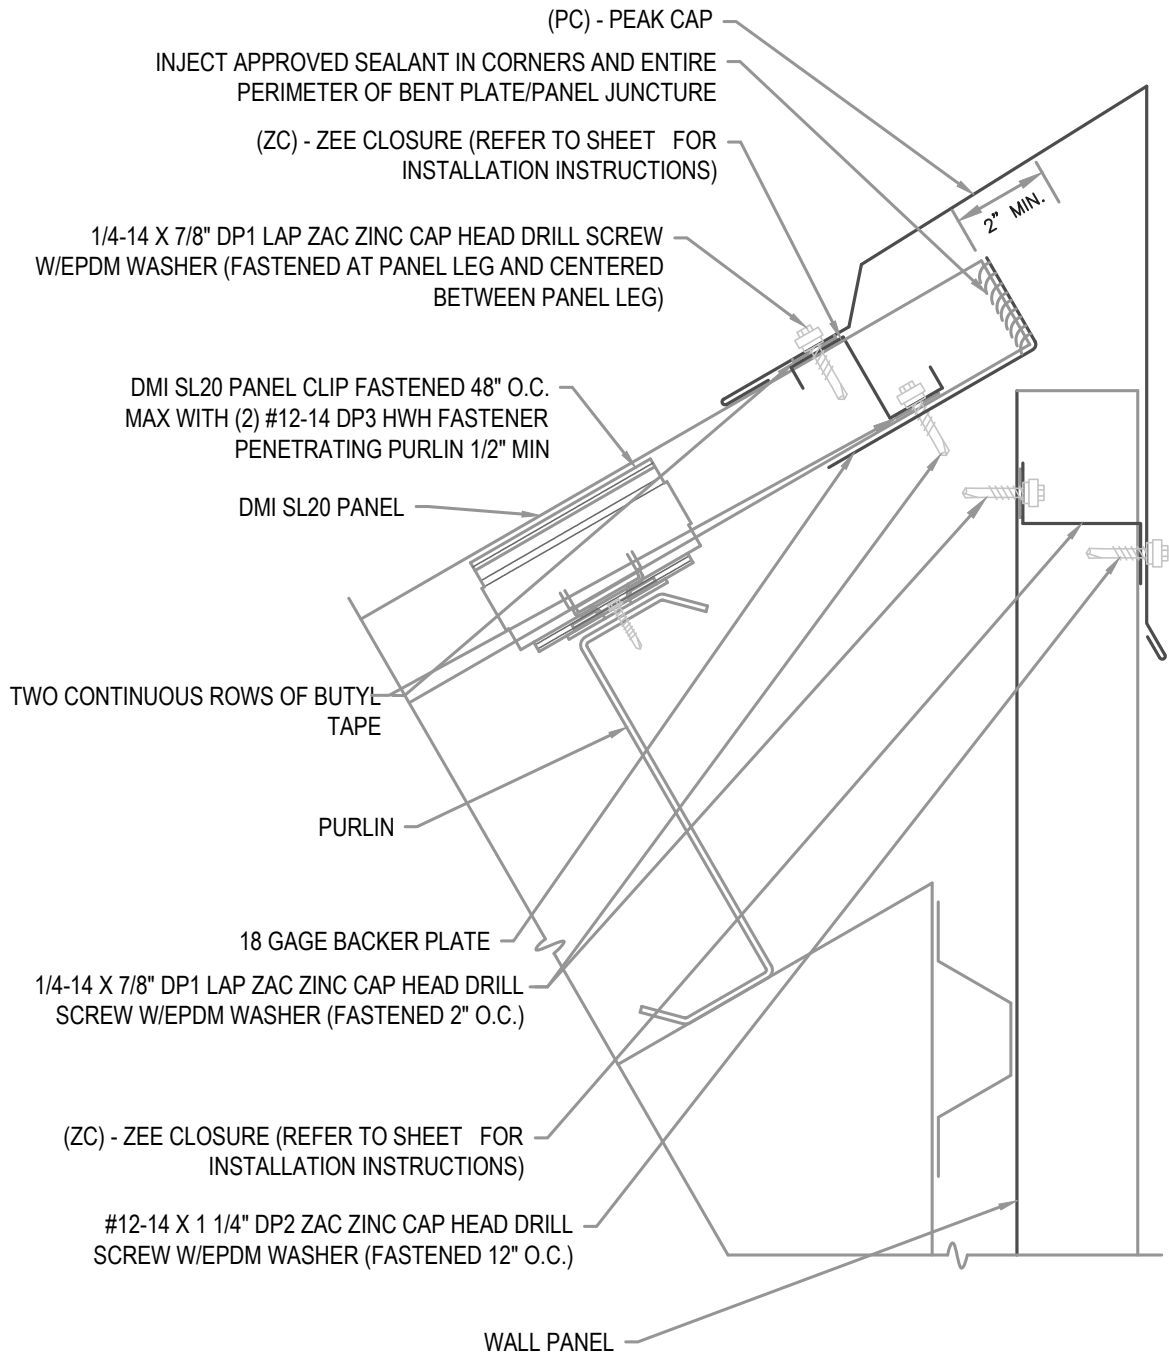 (PC) - PEAK CAP
INJECT APPROVED SEALANT IN CORNERS AND ENTIRE
PERIMETER OF BENT PLATE/PANEL JUNCTURE
(ZC) - ZEE CLOSURE (REFER TO SHEET   FOR
INSTALLATION INSTRUCTIONS)
2" MIN.
1/4-14 X 7/8" DP1 LAP ZAC ZINC CAP HEAD DRILL SCREW
W/EPDM WASHER (FASTENED AT PANEL LEG AND CENTERED
BETWEEN PANEL LEG)
DMI SL20 PANEL CLIP FASTENED 48" O.C.
MAX WITH (2) #12-14 DP3 HWH FASTENER
PENETRATING PURLIN 1/2" MIN
DMI SL20 PANEL
TWO CONTINUOUS ROWS OF BUTYL
TAPE
PURLIN
18 GAGE BACKER PLATE
1/4-14 X 7/8" DP1 LAP ZAC ZINC CAP HEAD DRILL
SCREW W/EPDM WASHER (FASTENED 2" O.C.)
(ZC) - ZEE CLOSURE (REFER TO SHEET   FOR
INSTALLATION INSTRUCTIONS)
#12-14 X 1 1/4" DP2 ZAC ZINC CAP HEAD DRILL
SCREW W/EPDM WASHER (FASTENED 12" O.C.)
WALL PANEL